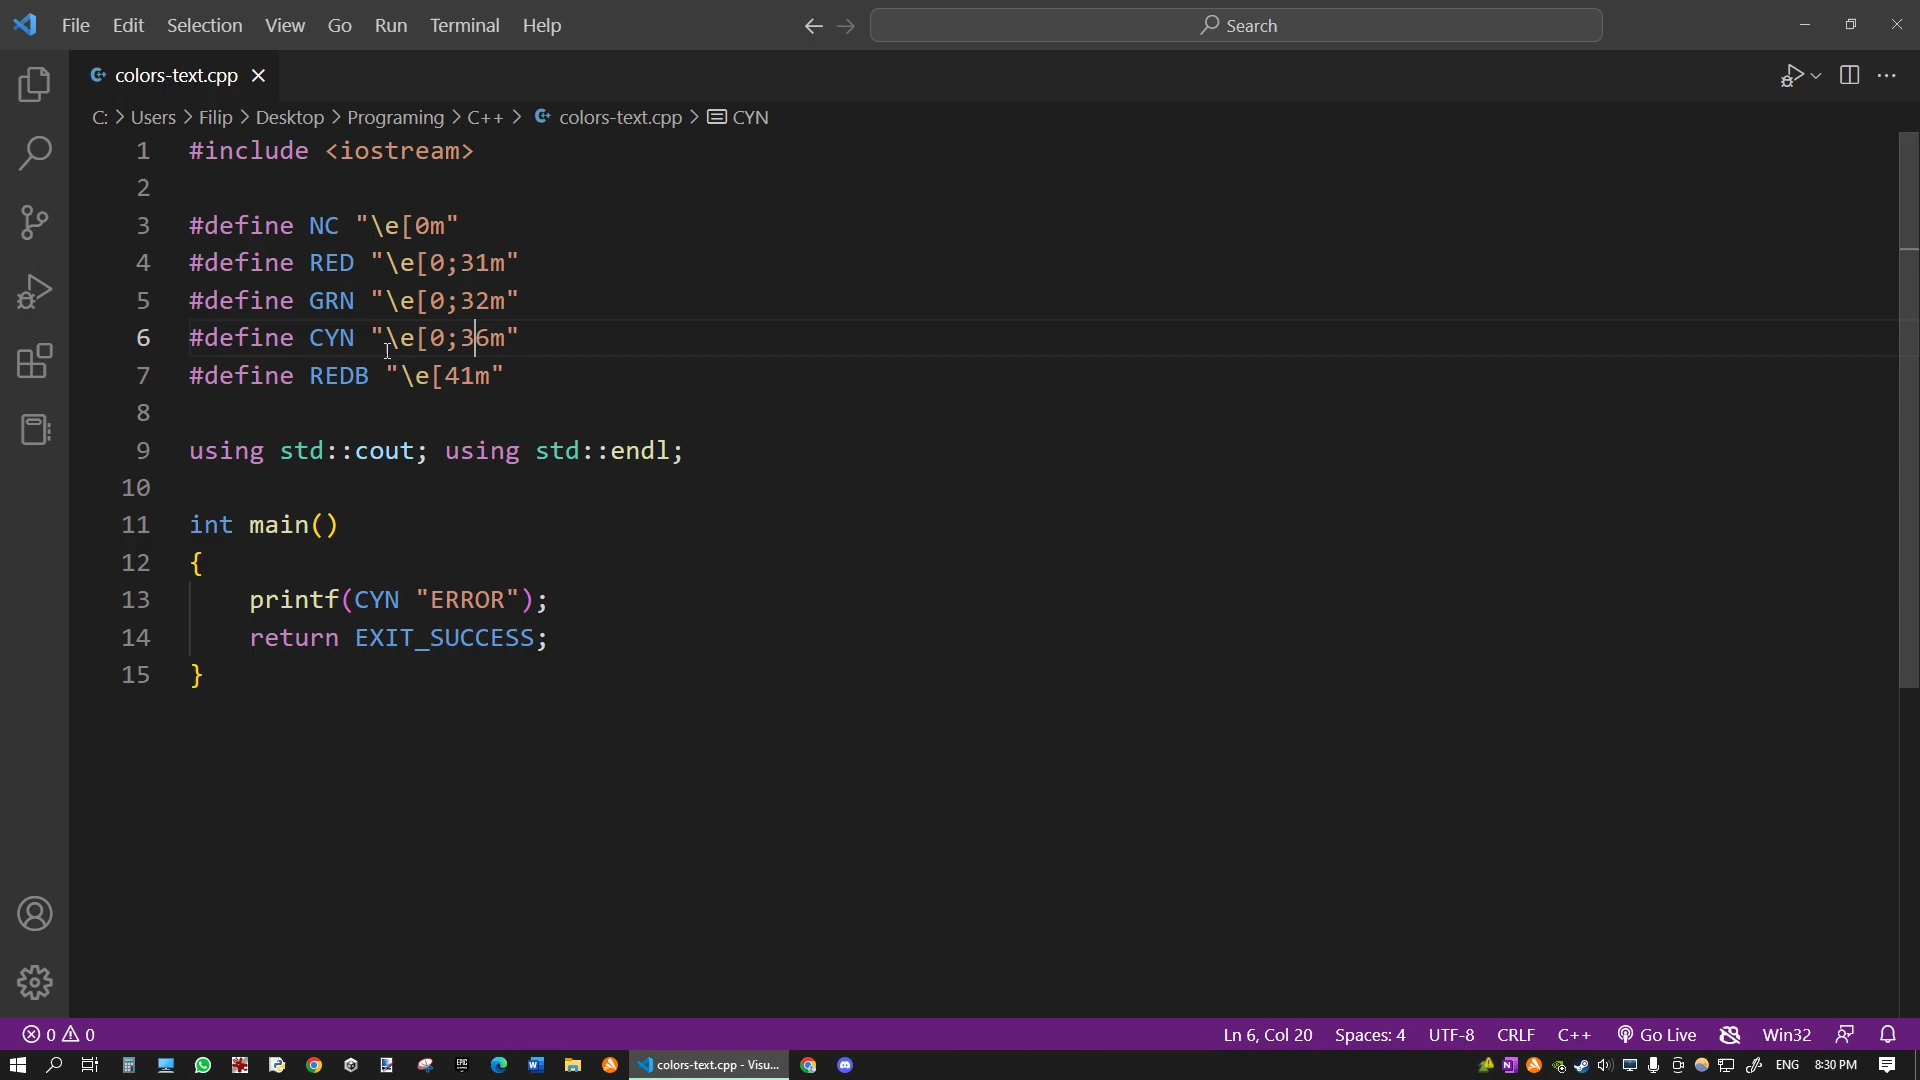 File Edit Selection View Go Run Terminal Help Search
colors-text.cpp
C: > Users > Filip > Desktop > Programing > C++ > colors-text.cpp > CYN
1 #include <iostream>
2
3 #define NC "\e[0m"
4 #define RED "\e[0;31m"
5 #define GRN "\e[0;32m"
6 #define CYN "\e[0;36m"
7 #define REDB "\e[41m"
8
9 using std::cout; using std::endl;
10
11 int main()
12 {
13 printf(CYN "ERROR");
14 return EXIT_SUCCESS;
15 }
0 0 Ln 6, Col 20 Spaces: 4 UTF-8 CRLF C++ Go Live Win32
colors-text.cpp - Visu... ENG 8:30 PM